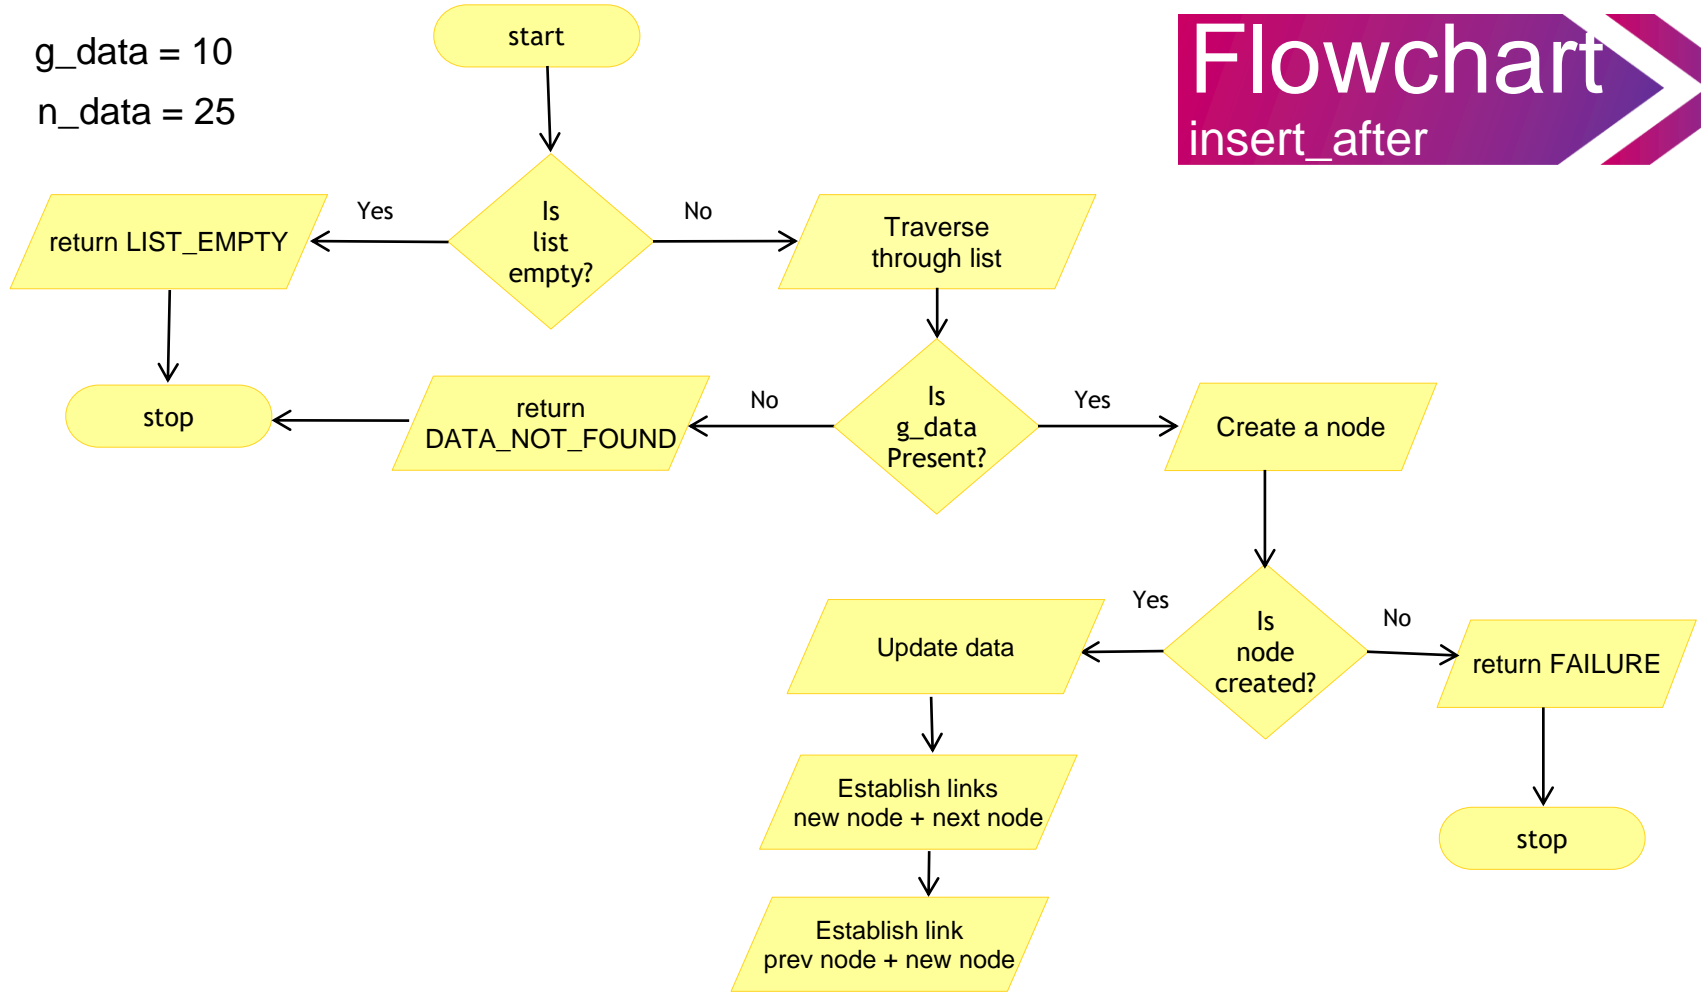 g_data = 10
n_data = 25
start
Flowchart
insert_after
return LIST_EMPTY
Yes
Is
list
empty?
No
Traverse
through list
stop
return
DATA_NOT_FOUND
No
Is
g_data
Present?
Yes
Create a node
Update data
Yes
Is
node
created?
No
return FAILURE
Establish links
new node + next node
stop
Establish link
prev node + new node